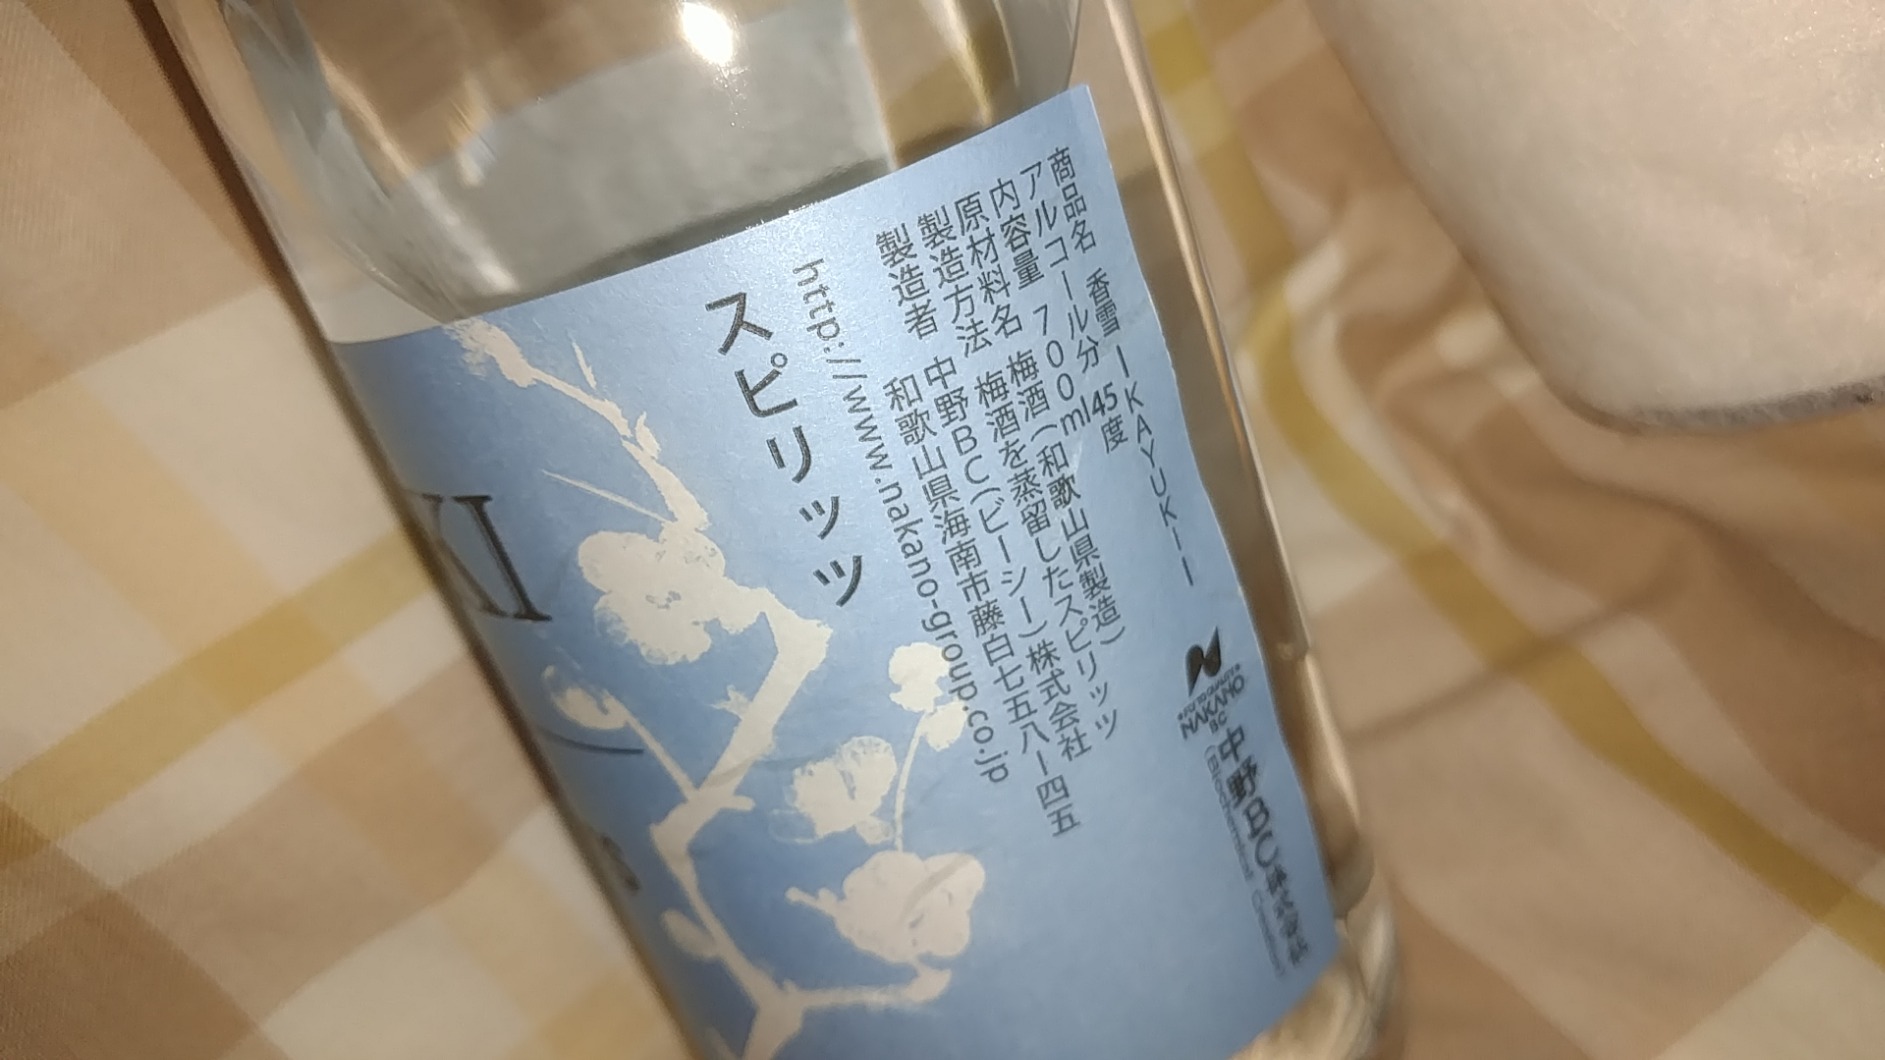 商品名 香雪 ーKAYUKIー
アルコール分 45度
内容量 700ml
原材料名 梅酒(和歌山県製造)
製造方法 梅酒を蒸留したスピリッツ
製造者 中野BC(ビーシー)株式会社
和歌山県海南市藤白七五八ー四五
http://www.nakano-group.co.jp
スピリッツ
NAKANO
BC
中野BC株式会社
KI